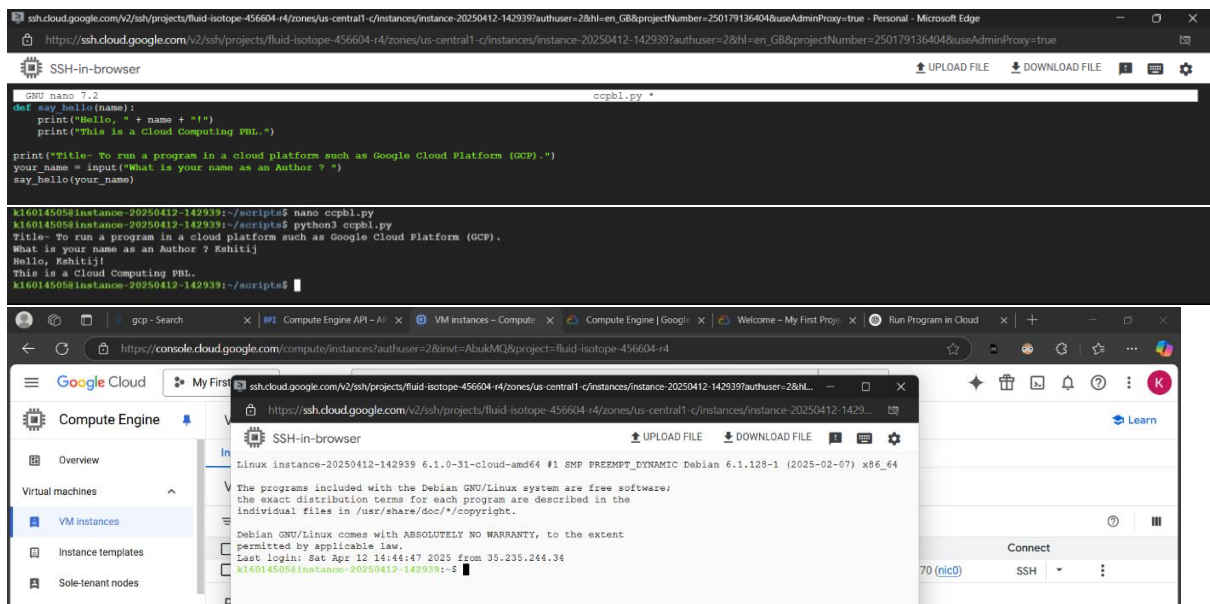 ssh.cloud.google.com/v2/ssh/projects/fluid-isotope-456604-r4/zones/us-central1-c/instances/instance-20250412-142939?authuser=2&hl=en_GB&projectNumber=250179136404&useAdminProxy=true - Personal - Microsoft Edge
https://ssh.cloud.google.com/v2/ssh/projects/fluid-isotope-456604-r4/zones/us-central1-c/instances/instance-20250412-142939?authuser=2&hl=en_GB&projectNumber=250179136404&useAdminProxy=true
SSH-in-browser UPLOAD FILE DOWNLOAD FILE
GNU nano 7.2 ccpbl.py *
def say_hello(name):
    print("Hello, " + name + "!")
    print("This is a Cloud Computing PBL.")
print("Title- To run a program in a cloud platform such as Google Cloud Platform (GCP).")
your_name = input("What is your name as an Author ? ")
say_hello(your_name)
k16014505@instance-20250412-142939:~/scripts$ nano ccpbl.py
k16014505@instance-20250412-142939:~/scripts$ python3 ccpbl.py
Title- To run a program in a cloud platform such as Google Cloud Platform (GCP).
What is your name as an Author ? Kshitij
Hello, Kshitij!
This is a Cloud Computing PBL.
k16014505@instance-20250412-142939:~/scripts$
gcp - Search API Compute Engine API – AP VM instances – Compute Compute Engine | Google Welcome – My First Proje Run Program in Cloud
https://console.cloud.google.com/compute/instances?authuser=2&invt=AbukMQ&project=fluid-isotope-456604-r4
Google Cloud My First K
ssh.cloud.google.com/v2/ssh/projects/fluid-isotope-456604-r4/zones/us-central1-c/instances/instance-20250412-142939?authuser=2&hl...
https://ssh.cloud.google.com/v2/ssh/projects/fluid-isotope-456604-r4/zones/us-central1-c/instances/instance-20250412-1429...
Compute Engine V Learn
SSH-in-browser UPLOAD FILE DOWNLOAD FILE
Overview In
Linux instance-20250412-142939 6.1.0-31-cloud-amd64 #1 SMP PREEMPT_DYNAMIC Debian 6.1.128-1 (2025-02-07) x86_64
Virtual machines V
The programs included with the Debian GNU/Linux system are free software;
the exact distribution terms for each program are described in the
individual files in /usr/share/doc/*/copyright.
VM instances
Debian GNU/Linux comes with ABSOLUTELY NO WARRANTY, to the extent
permitted by applicable law.
Instance templates Connect
Last login: Sat Apr 12 14:44:47 2025 from 35.235.244.34
k16014505@instance-20250412-142939:~$
70 (nic0) SSH
Sole-tenant nodes